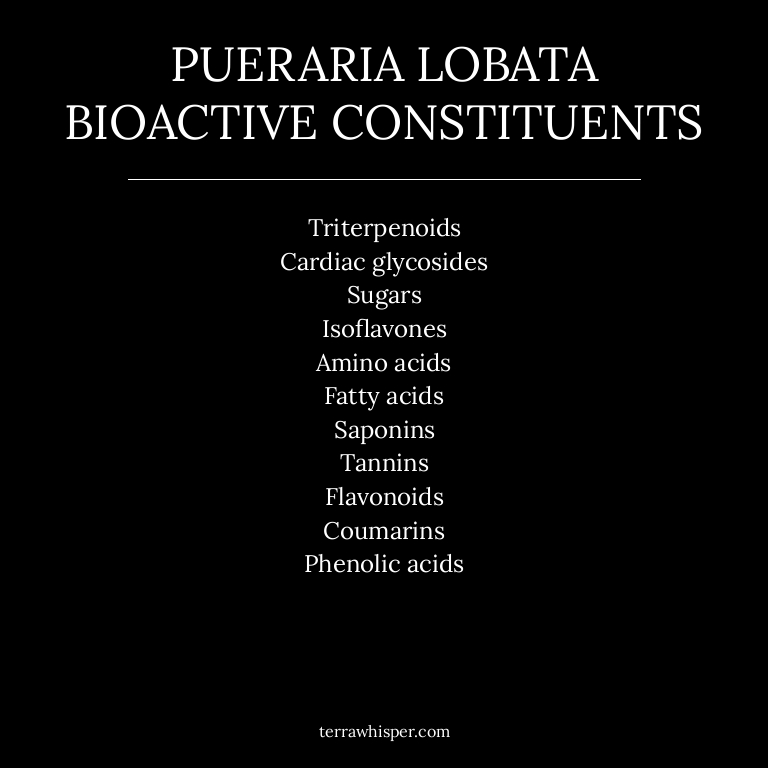 PUERARIA LOBATA
BIOACTIVE CONSTITUENTS
Triterpenoids
Cardiac glycosides
Sugars
Isoflavones
Amino acids
Fatty acids
Saponins
Tannins
Flavonoids
Coumarins
Phenolic acids
terrawhisper.com